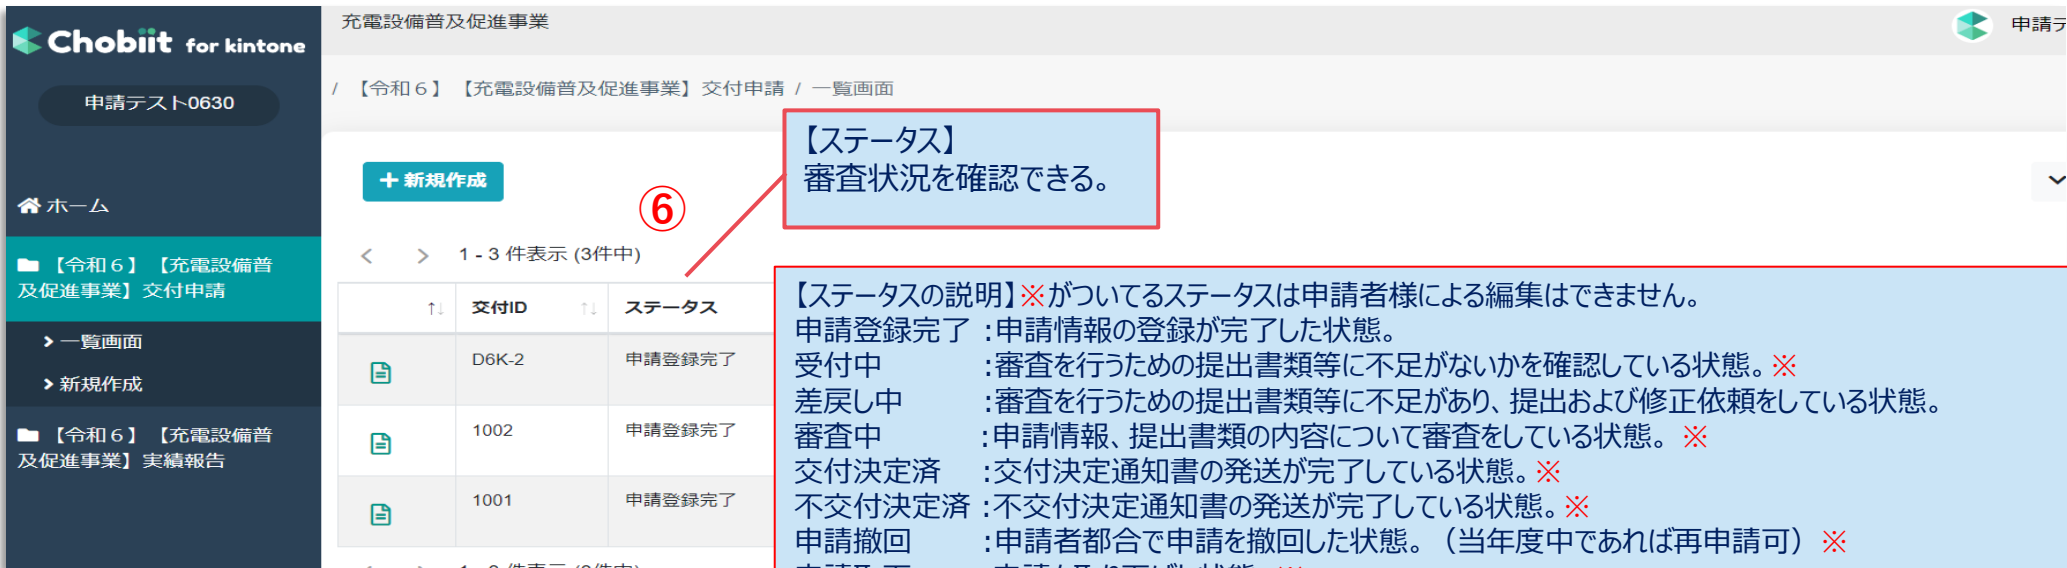 Chobiit for kintone
申請テスト0630
ホーム
【令和６】【充電設備普
及促進事業】交付申請
一覧画面
新規作成
【令和６】【充電設備普
及促進事業】実績報告
充電設備普及促進事業
申請テ
/ 【令和６】【充電設備普及促進事業】交付申請 / 一覧画面
＋新規作成
⑥
【ステータス】
審査状況を確認できる。
< > 1 - 3 件表示 (3件中)
↑↓ 交付ID ↑↓ ステータス
D6K-2 申請登録完了
1002 申請登録完了
1001 申請登録完了
【ステータスの説明】※がついてるステータスは申請者様による編集はできません。
申請登録完了：申請情報の登録が完了した状態。
受付中　　　：審査を行うための提出書類等に不足がないかを確認している状態。※
差戻し中　　：審査を行うための提出書類等に不足があり、提出および修正依頼をしている状態。
審査中　　　：申請情報、提出書類の内容について審査をしている状態。※
交付決定済　：交付決定通知書の発送が完了している状態。※
不交付決定済：不交付決定通知書の発送が完了している状態。※
申請撤回　　：申請者都合で申請を撤回した状態。（当年度中であれば再申請可）※